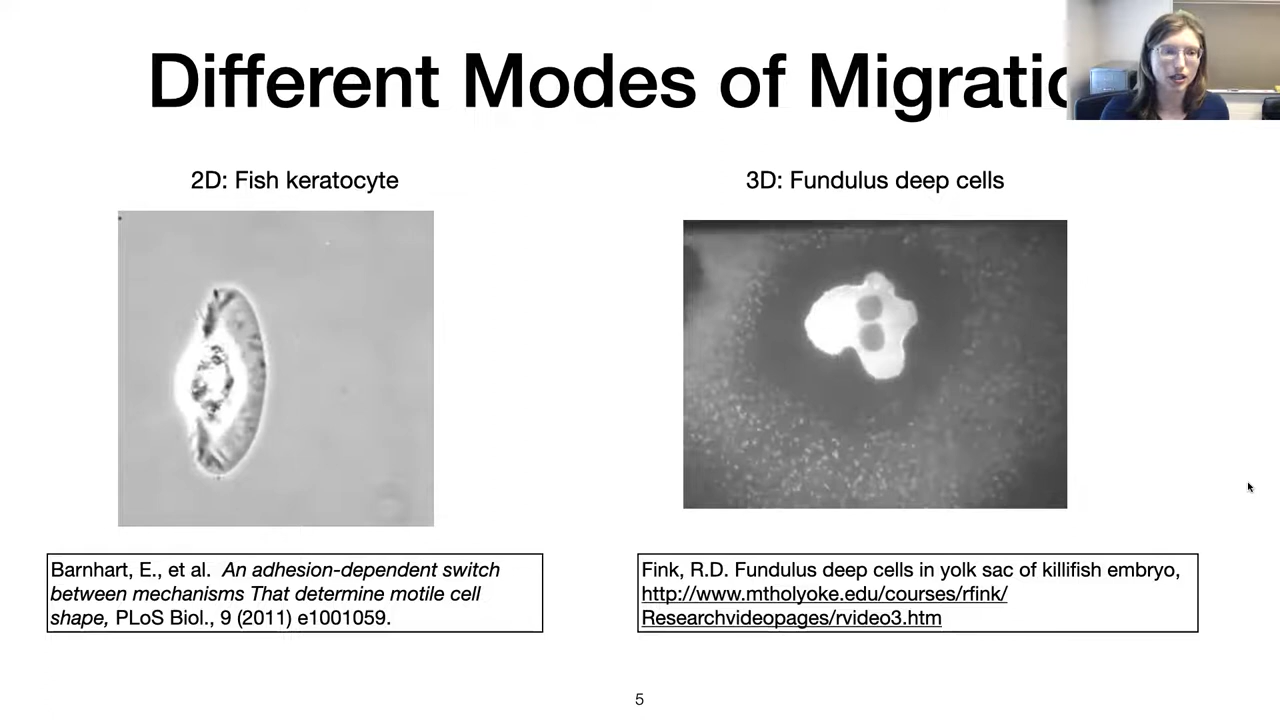 Different Modes of Migratio
2D: Fish keratocyte
3D: Fundulus deep cells
Barnhart, E., et al. An adhesion-dependent switch
between mechanisms That determine motile cell
shape, PLoS Biol., 9 (2011) e1001059.
Fink, R.D. Fundulus deep cells in yolk sac of killifish embryo,
http://www.mtholyoke.edu/courses/rfink/
Researchvideopages/rvideo3.htm
5